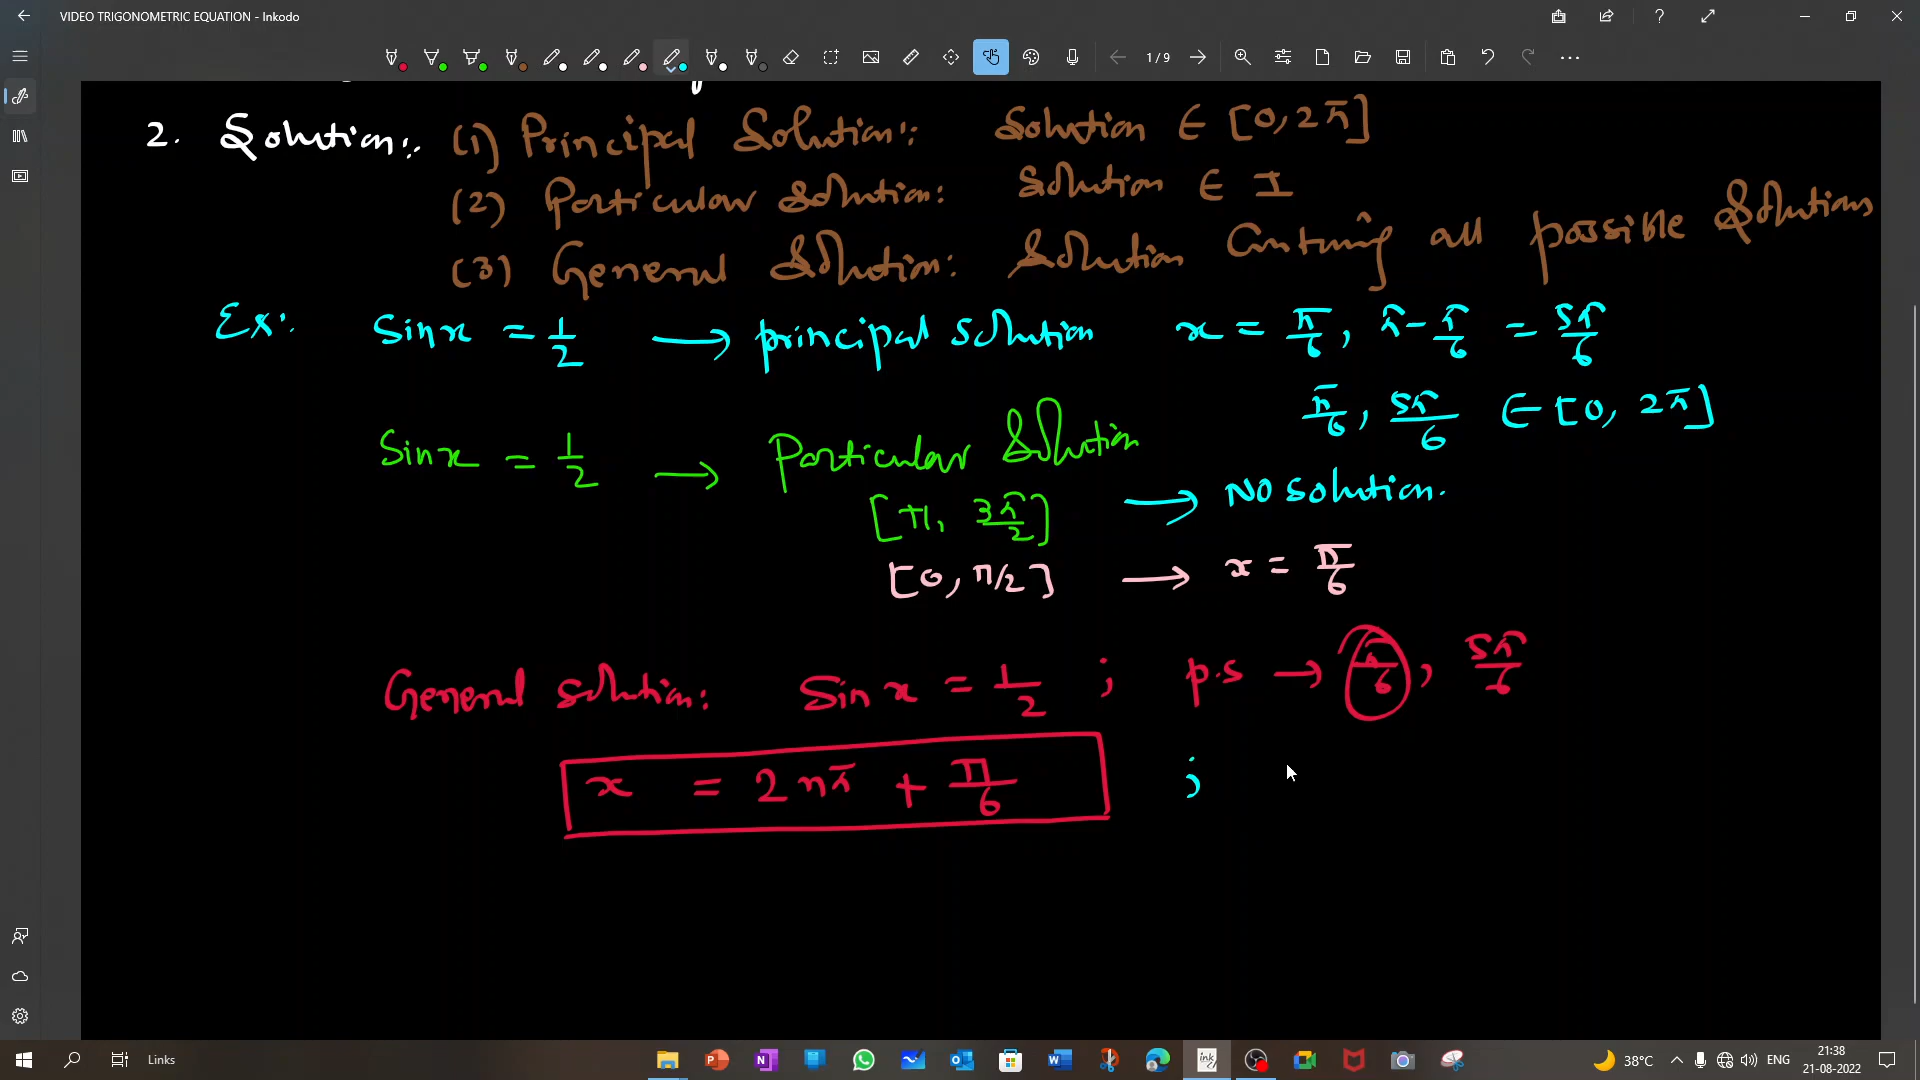 VIDEO TRIGONOMETRIC EQUATION - Inkodo
1 / 9
2. Solution:. (1) Principal Solution:. Solution ∈ [0, 2π]
(2) Particular Solution: Solution ∈ I
(3) General Solution: Solution all possible Solutions
Ex:. Sinx = 1/2 → principal solution x = π/6, π - π/6 = 5π/6
π/6, 5π/6 ∈ [0, 2π]
Sinx = 1/2 → Particular Solution
[π, 3π/2] → No solution.
[0, π/2] → x = π/6
General solution: Sin x = 1/2 ; p.s → π/6, 5π/6
x = 2nπ + π/6 ;
Links
38°C ENG 21:38
21-08-2022